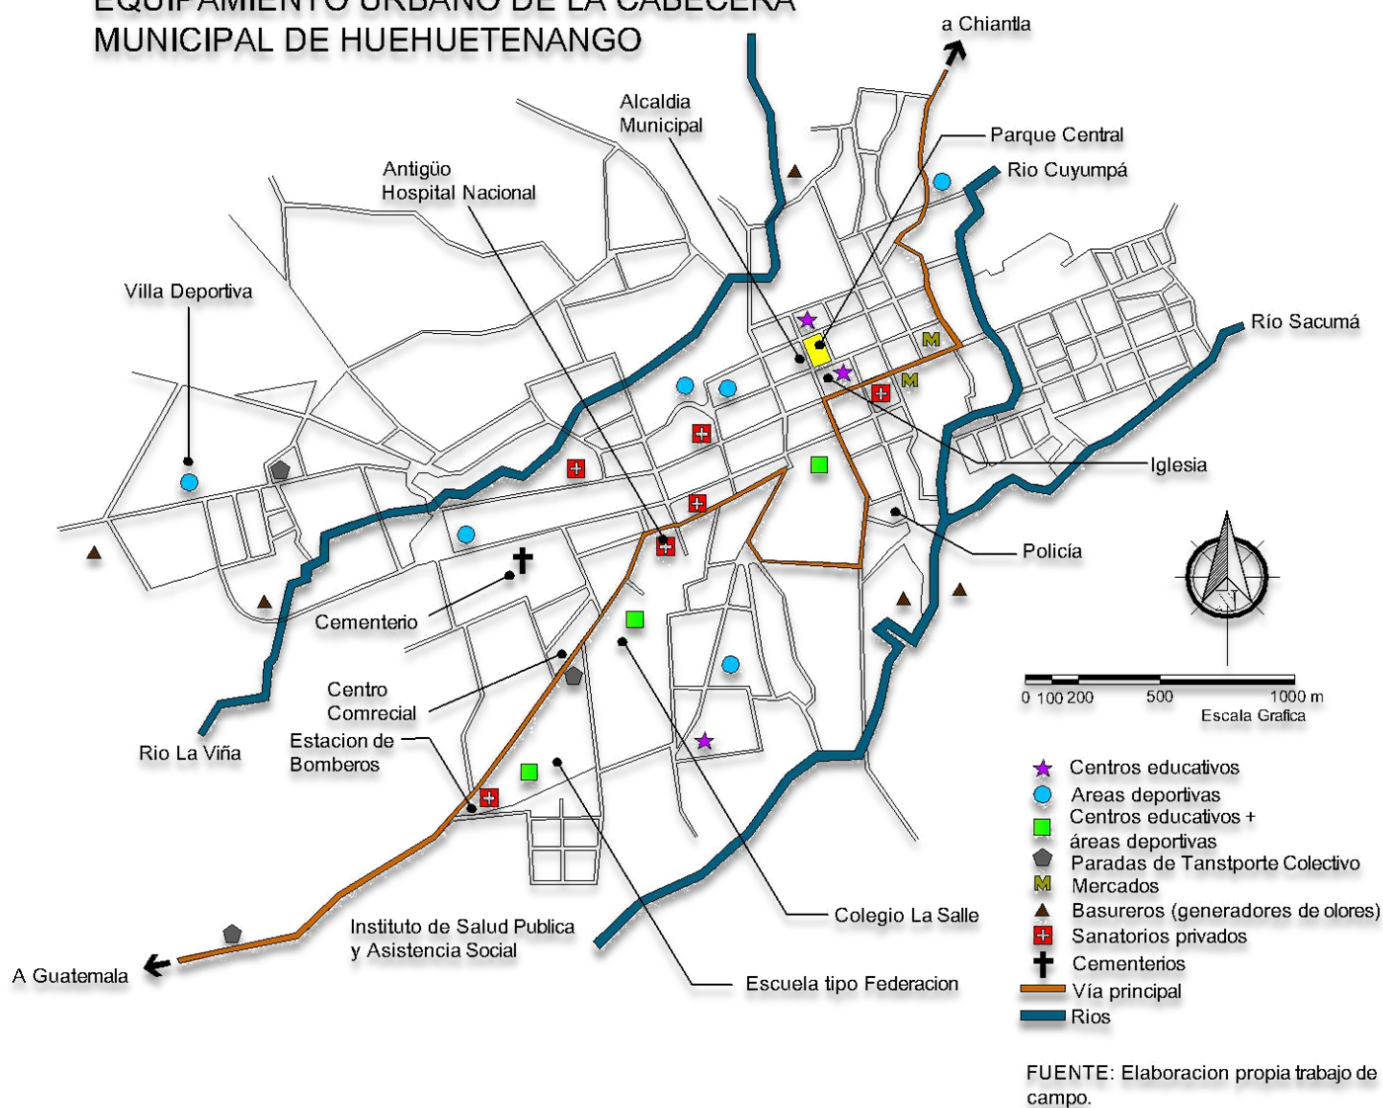 EQUIPAMIENTO URBANO DE LA CABECERA
MUNICIPAL DE HUEHUETENANGO
a Chiantla
Alcaldia
Municipal
Parque Central
Antigüo
Hospital Nacional
Rio Cuyumpá
Villa Deportiva
Río Sacumá
M
M
Iglesia
Policía
Cementerio
Centro
Comrecial
Estacion de
Bomberos
Rio La Viña
N
0 100 200 500 1000 m
Escala Grafica
Centros educativos
Areas deportivas
Centros educativos +
áreas deportivas
Paradas de Tanstporte Colectivo
M Mercados
Basureros (generadores de olores)
Sanatorios privados
Cementerios
Vía principal
Rios
Colegio La Salle
Instituto de Salud Publica
y Asistencia Social
Escuela tipo Federacion
A Guatemala
FUENTE: Elaboracion propia trabajo de
campo.